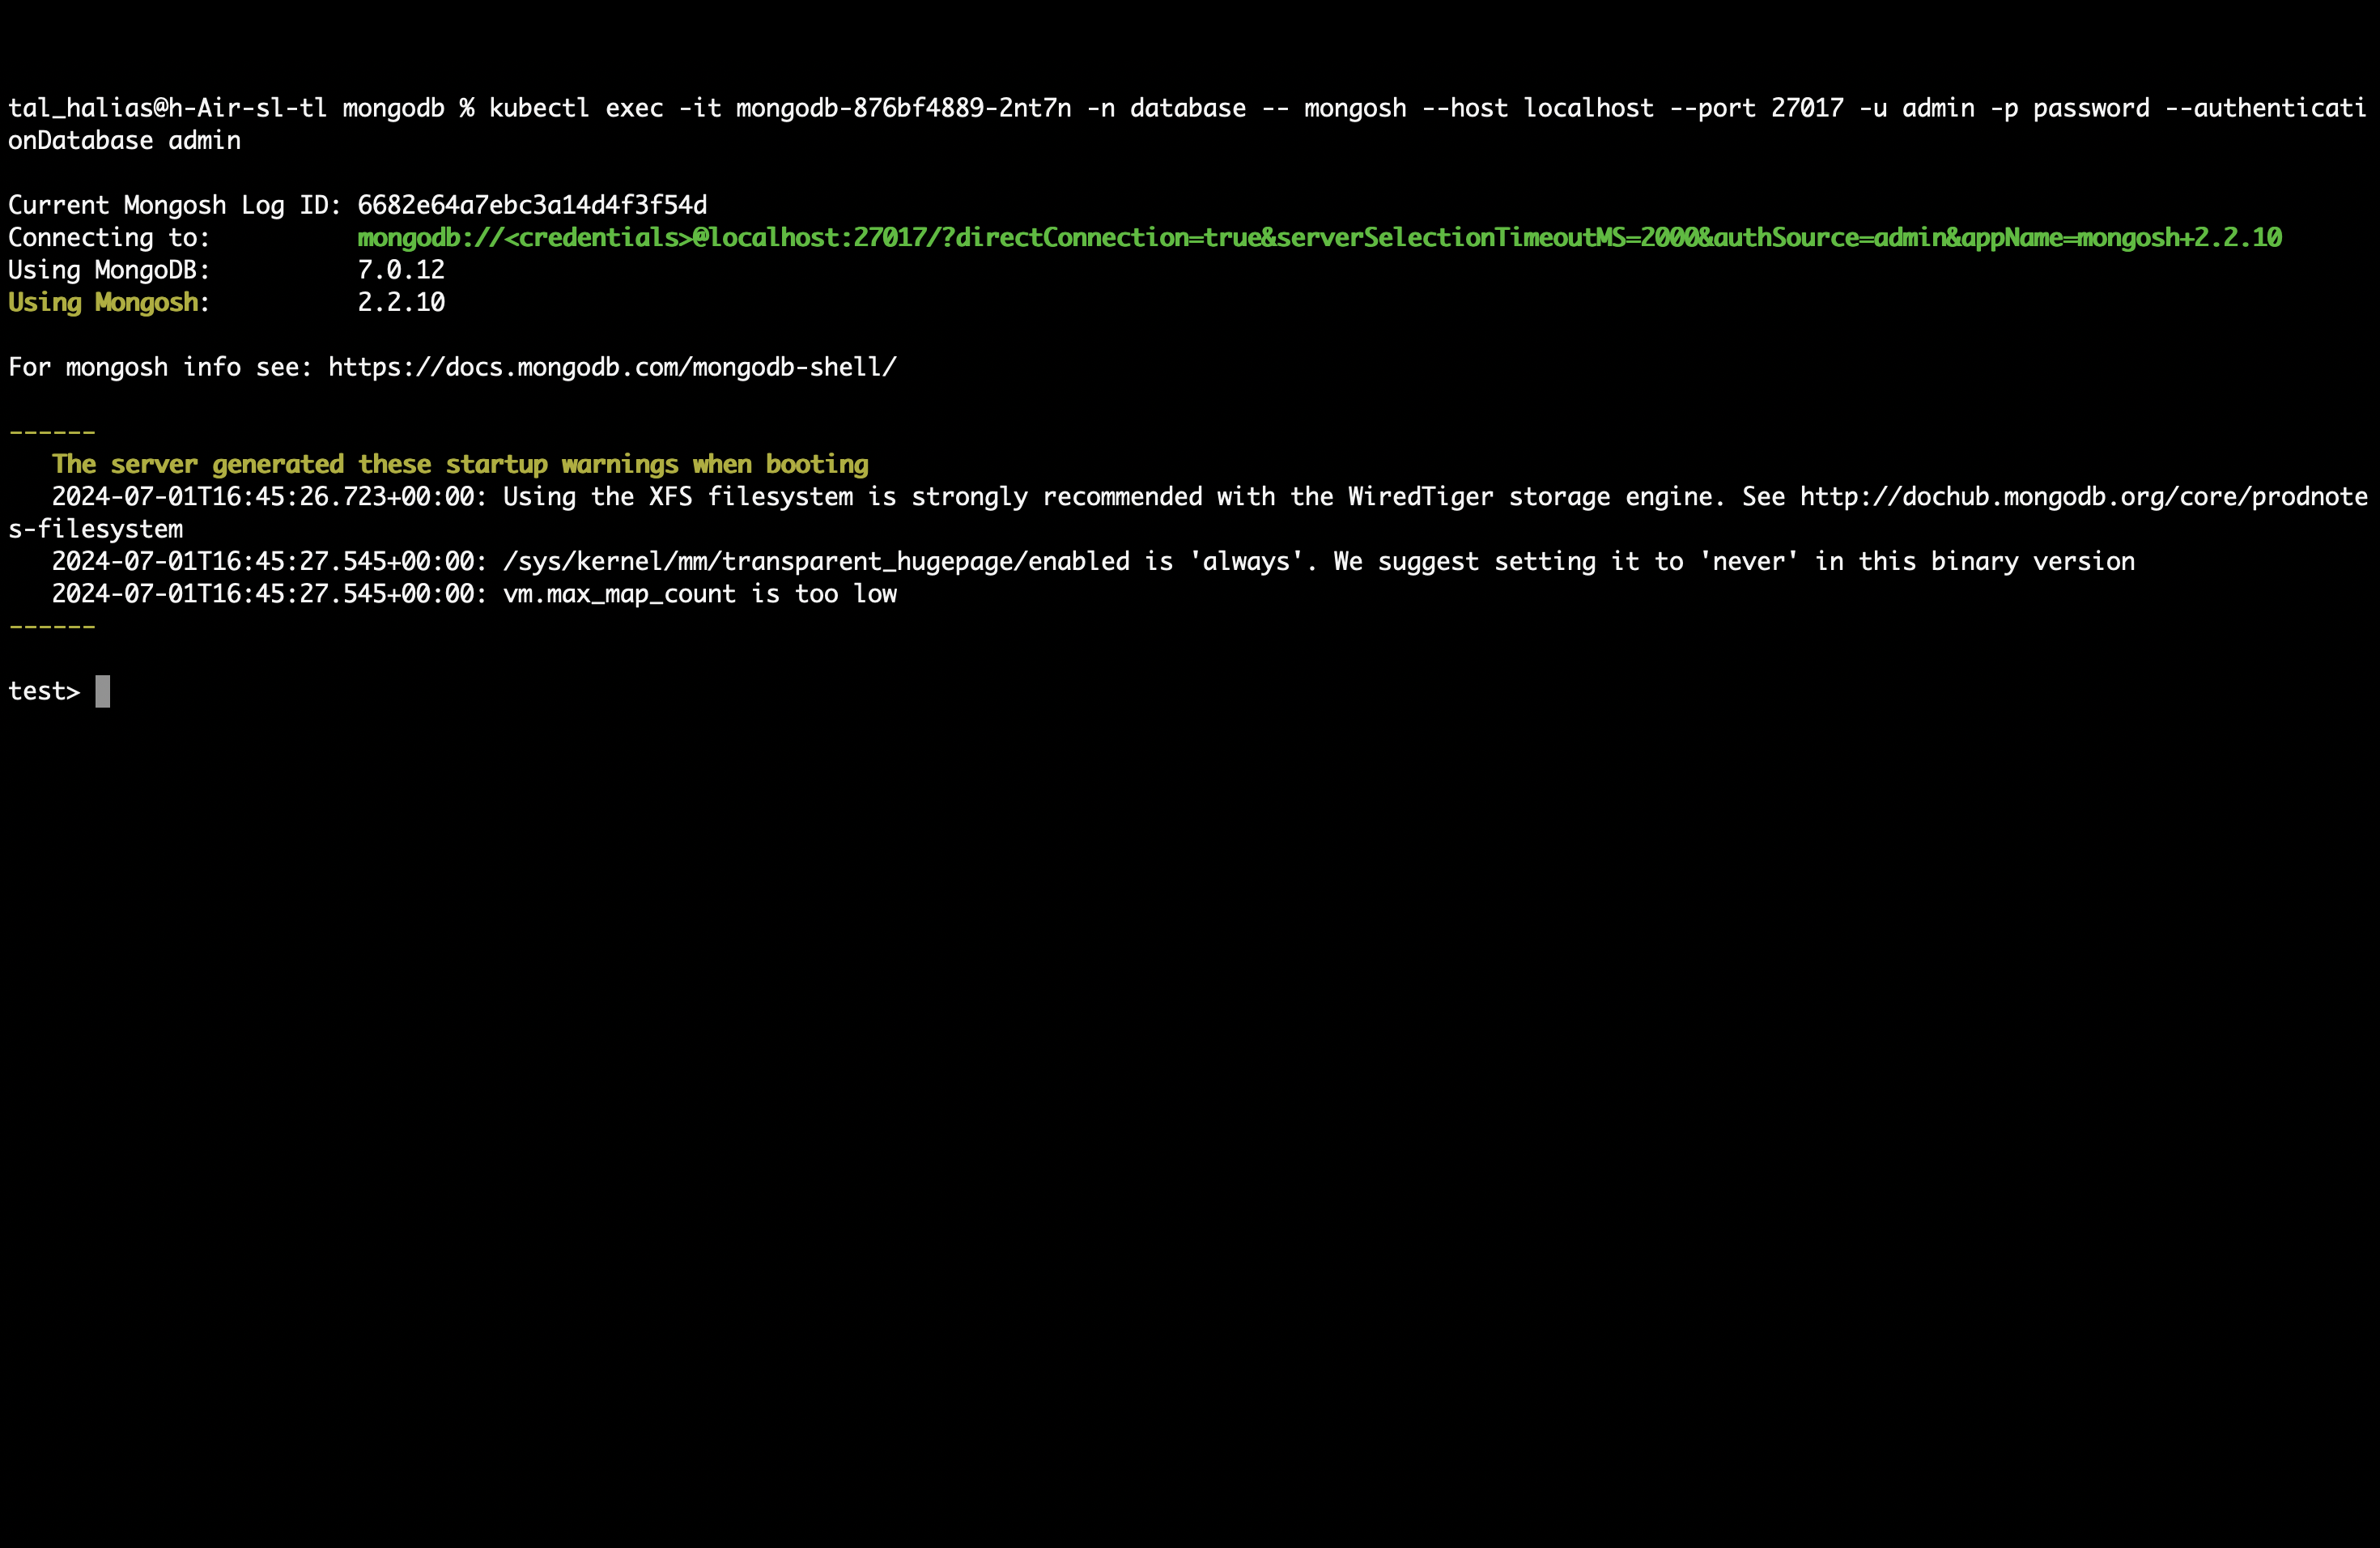 tal_halias@h-Air-sl-tl mongodb % kubectl exec -it mongodb-876bf4889-2nt7n -n database -- mongosh --host localhost --port 27017 -u admin -p password --authenticati
onDatabase admin
Current Mongosh Log ID: 6682e64a7ebc3a14d4f3f54d
Connecting to:          mongodb://<credentials>@localhost:27017/?directConnection=true&serverSelectionTimeoutMS=2000&authSource=admin&appName=mongosh+2.2.10
Using MongoDB:          7.0.12
Using Mongosh:          2.2.10
For mongosh info see: https://docs.mongodb.com/mongodb-shell/
------
   The server generated these startup warnings when booting
   2024-07-01T16:45:26.723+00:00: Using the XFS filesystem is strongly recommended with the WiredTiger storage engine. See http://dochub.mongodb.org/core/prodnote
s-filesystem
   2024-07-01T16:45:27.545+00:00: /sys/kernel/mm/transparent_hugepage/enabled is 'always'. We suggest setting it to 'never' in this binary version
   2024-07-01T16:45:27.545+00:00: vm.max_map_count is too low
------
test>